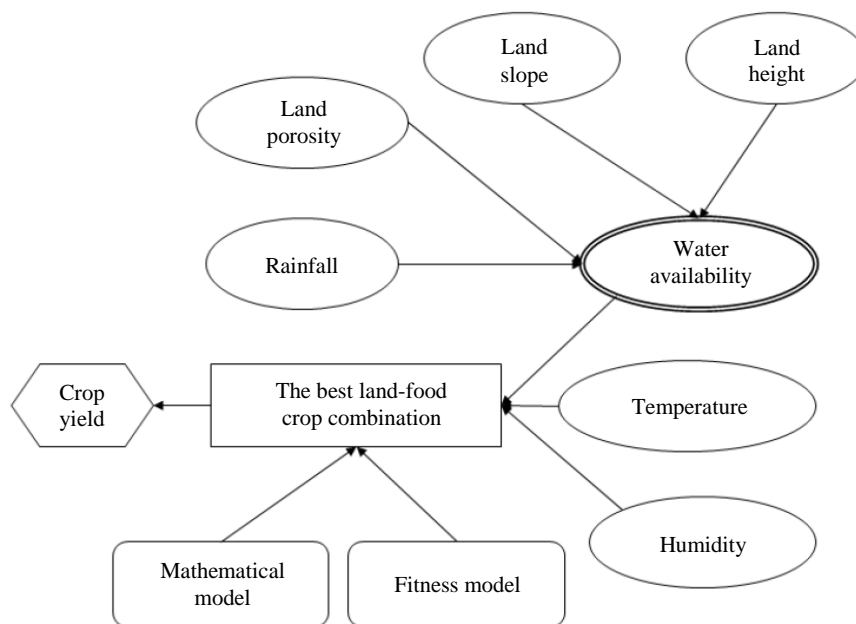 Land
slope
Land
height
Land
porosity
Rainfall
Water
availability
Crop
yield
The best land-food
crop combination
Temperature
Humidity
Mathematical
model
Fitness model